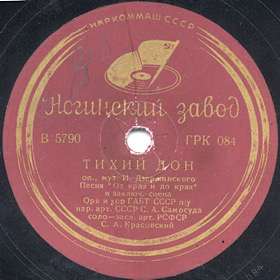 НАРКОММАШ СССР
Ногинский завод
В 5790 ГРК 084
ТИХИЙ ДОН
оп., муз. И. Дзержинского
Песня "От края и до края"
и заключ. сцена
Орк и хор ГАБТ СССР п/у
нар. арт. СССР С. А. Самосуда
соло—засл. арт. РСФСР
С. А. Красовский